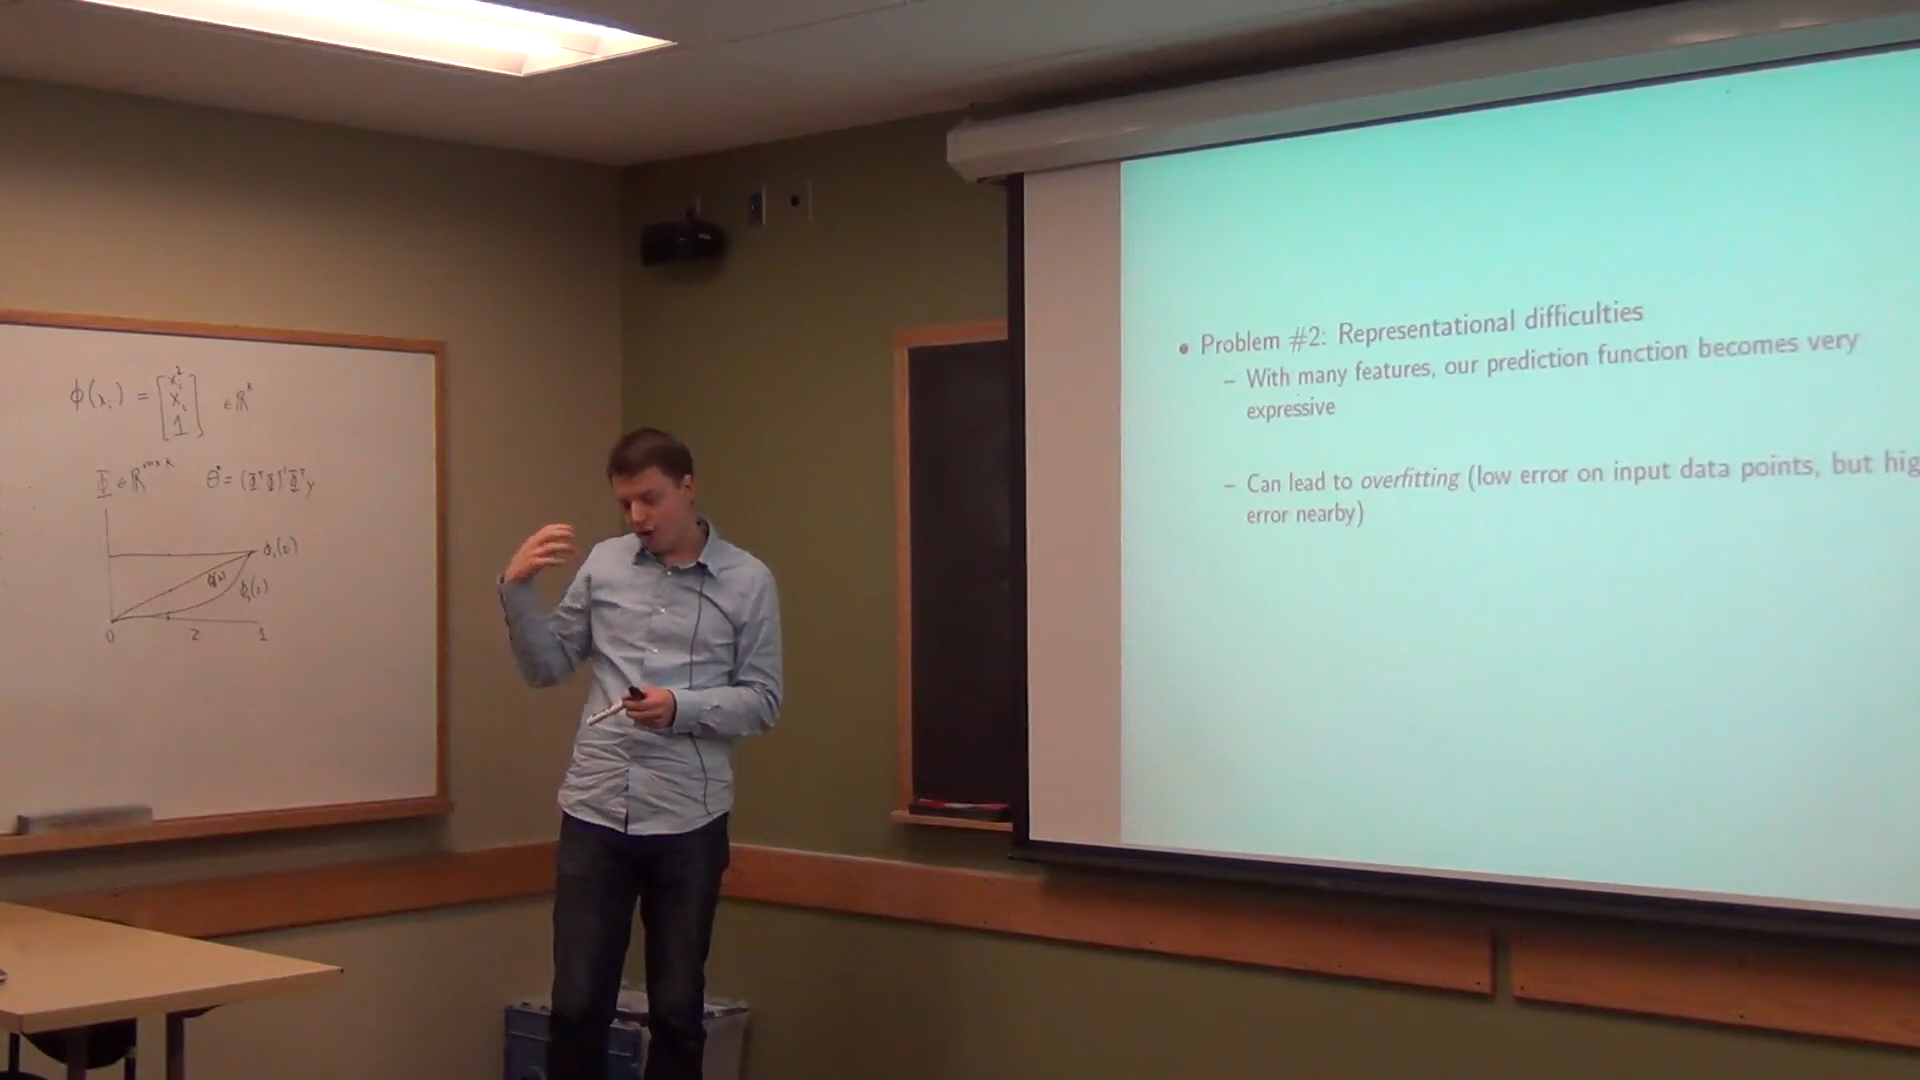 ϕ(xᵢ) = [xᵢ² xᵢ 1] ∈ ℝᵏ
Φ ∈ ℝᵐˣᵏ θ* = (ΦᵀΦ)⁻¹Φᵀy
ϕ₁(x)
0 2 1
• Problem #2: Representational difficulties
– With many features, our prediction function becomes very
expressive
– Can lead to overfitting (low error on input data points, but hig
error nearby)